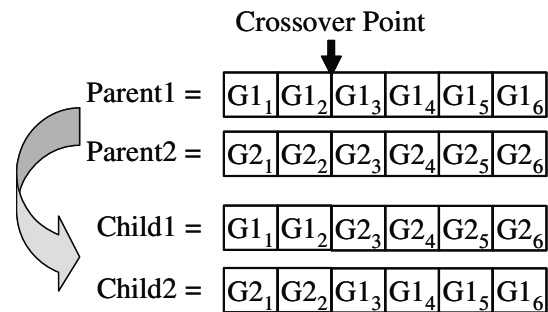 Crossover Point
Parent1 = G1₁ G1₂ G1₃ G1₄ G1₅ G1₆
Parent2 = G2₁ G2₂ G2₃ G2₄ G2₅ G2₆
Child1 = G1₁ G1₂ G2₃ G2₄ G2₅ G2₆
Child2 = G2₁ G2₂ G1₃ G1₄ G1₅ G1₆